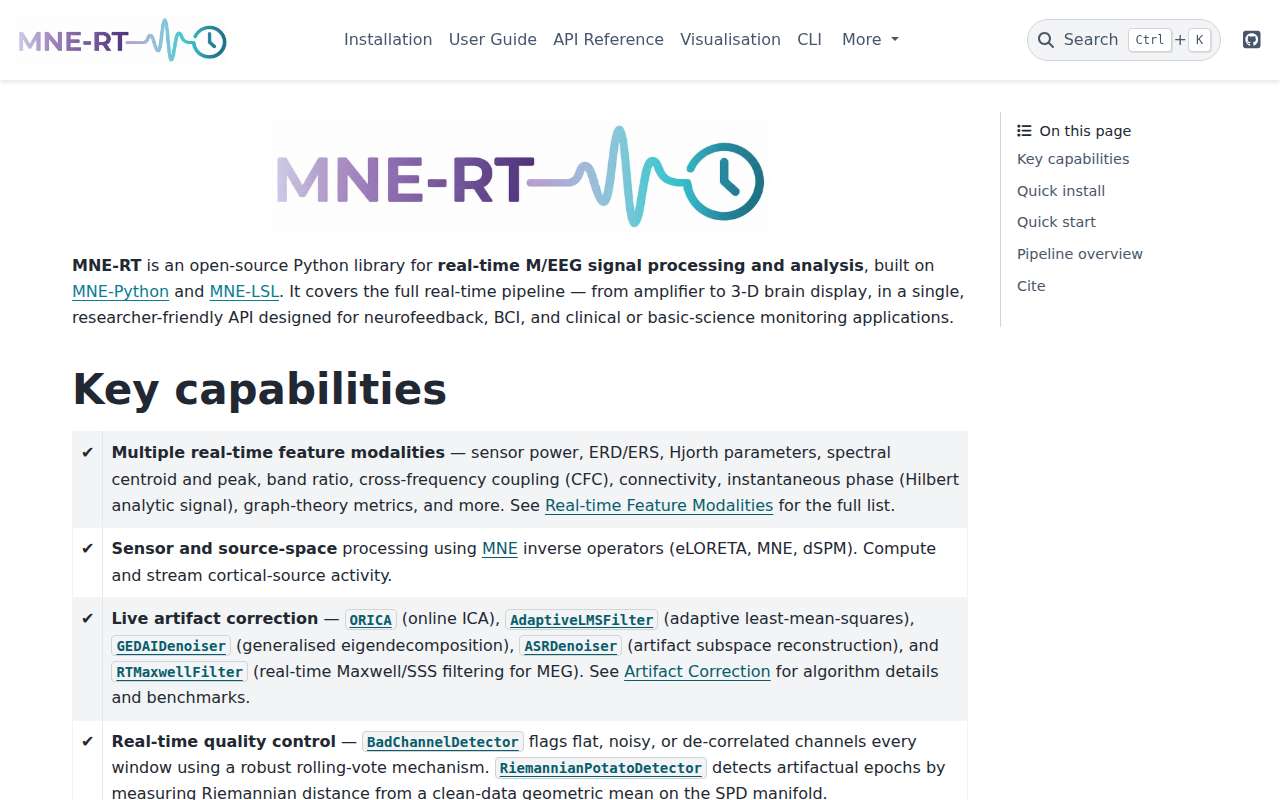 MNE-RT
Installation User Guide API Reference Visualisation CLI More
Search Ctrl + K
MNE-RT
MNE-RT is an open-source Python library for real-time M/EEG signal processing and analysis, built on
MNE-Python and MNE-LSL. It covers the full real-time pipeline — from amplifier to 3-D brain display, in a single,
researcher-friendly API designed for neurofeedback, BCI, and clinical or basic-science monitoring applications.
Key capabilities
✔ Multiple real-time feature modalities — sensor power, ERD/ERS, Hjorth parameters, spectral
centroid and peak, band ratio, cross-frequency coupling (CFC), connectivity, instantaneous phase (Hilbert
analytic signal), graph-theory metrics, and more. See Real-time Feature Modalities for the full list.
✔ Sensor and source-space processing using MNE inverse operators (eLORETA, MNE, dSPM). Compute
and stream cortical-source activity.
✔ Live artifact correction — ORICA (online ICA), AdaptiveLMSFilter (adaptive least-mean-squares),
GEDAIDenoiser (generalised eigendecomposition), ASRDenoiser (artifact subspace reconstruction), and
RTMaxwellFilter (real-time Maxwell/SSS filtering for MEG). See Artifact Correction for algorithm details
and benchmarks.
✔ Real-time quality control — BadChannelDetector flags flat, noisy, or de-correlated channels every
window using a robust rolling-vote mechanism. RiemannianPotatoDetector detects artifactual epochs by
measuring Riemannian distance from a clean-data geometric mean on the SPD manifold.
On this page
Key capabilities
Quick install
Quick start
Pipeline overview
Cite